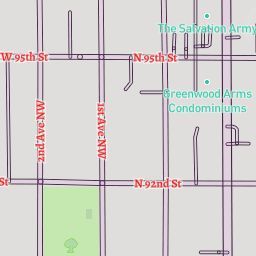 The Salvation Army
W 95th St
N 95th St
Greenwood Arms
Condominiums
2nd Ave NW
1st Ave NW
St
N 92nd St